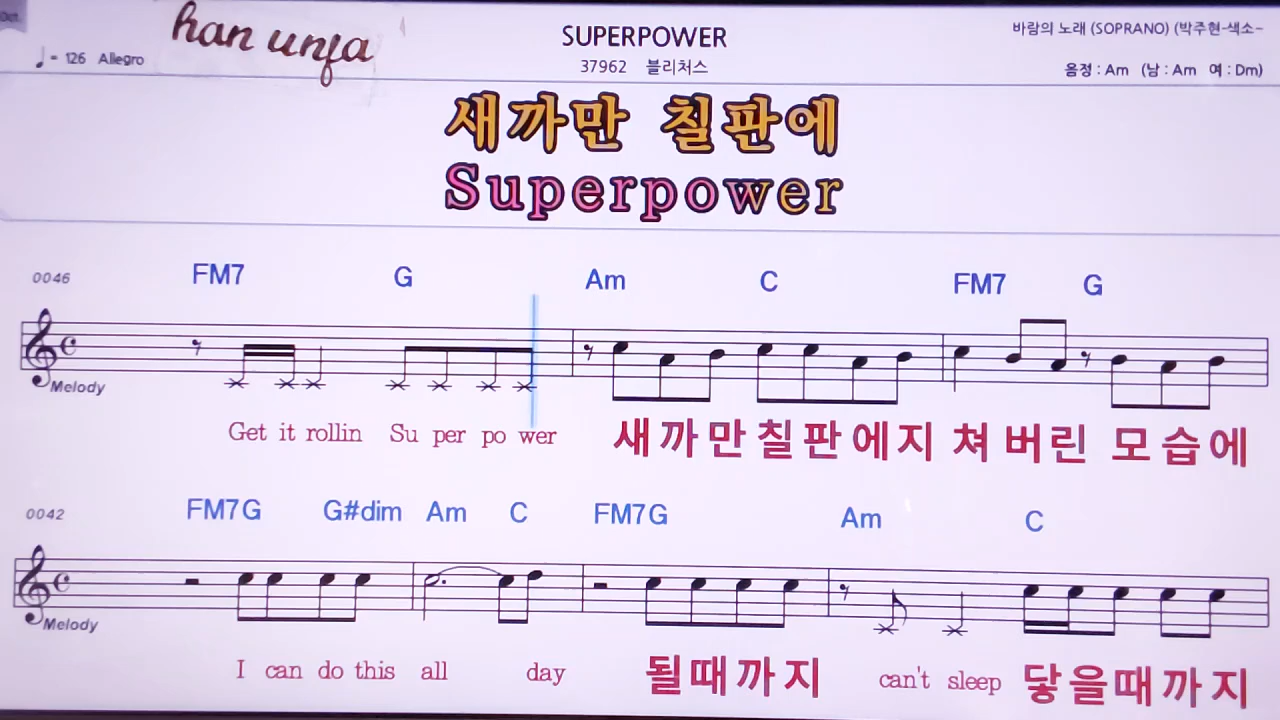 han unja
SUPERPOWER
바람의 노래 (SOPRANO) (박주현-색소~
♩= 126 Allegro
37962 블리처스
음정 : Am (남 : Am 여 : Dm)
새까만 칠판에
Superpower
0046 FM7 G Am C FM7 G
Melody
Get it rollin Su per po wer 새까만칠판에지 쳐버린 모습에
0042 FM7G G#dim Am C FM7G Am C
Melody
I can do this all day 될때까지 can't sleep 닿을때까지